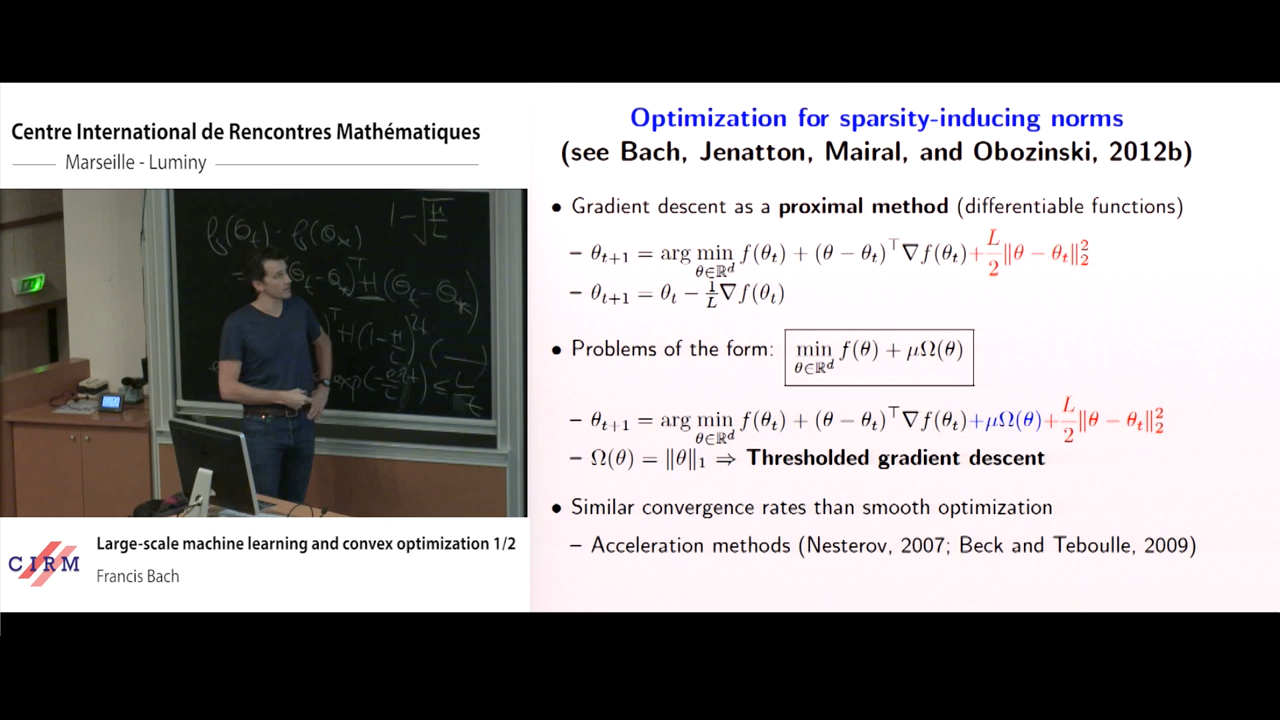 Centre International de Rencontres Mathématiques
Marseille - Luminy
f(θ_t) - f(θ_*)
1 - √(μ/L)
CIRM
Large-scale machine learning and convex optimization 1/2
Francis Bach
Optimization for sparsity-inducing norms
(see Bach, Jenatton, Mairal, and Obozinski, 2012b)
• Gradient descent as a proximal method (differentiable functions)
– θ_{t+1} = arg min_{θ∈ℝ^d} f(θ_t) + (θ − θ_t)^⊤ ∇f(θ_t) + L/2 ‖θ − θ_t‖₂²
– θ_{t+1} = θ_t − 1/L ∇f(θ_t)
• Problems of the form: min_{θ∈ℝ^d} f(θ) + μΩ(θ)
– θ_{t+1} = arg min_{θ∈ℝ^d} f(θ_t) + (θ − θ_t)^⊤ ∇f(θ_t) + μΩ(θ) + L/2 ‖θ − θ_t‖₂²
– Ω(θ) = ‖θ‖₁ ⇒ Thresholded gradient descent
• Similar convergence rates than smooth optimization
– Acceleration methods (Nesterov, 2007; Beck and Teboulle, 2009)